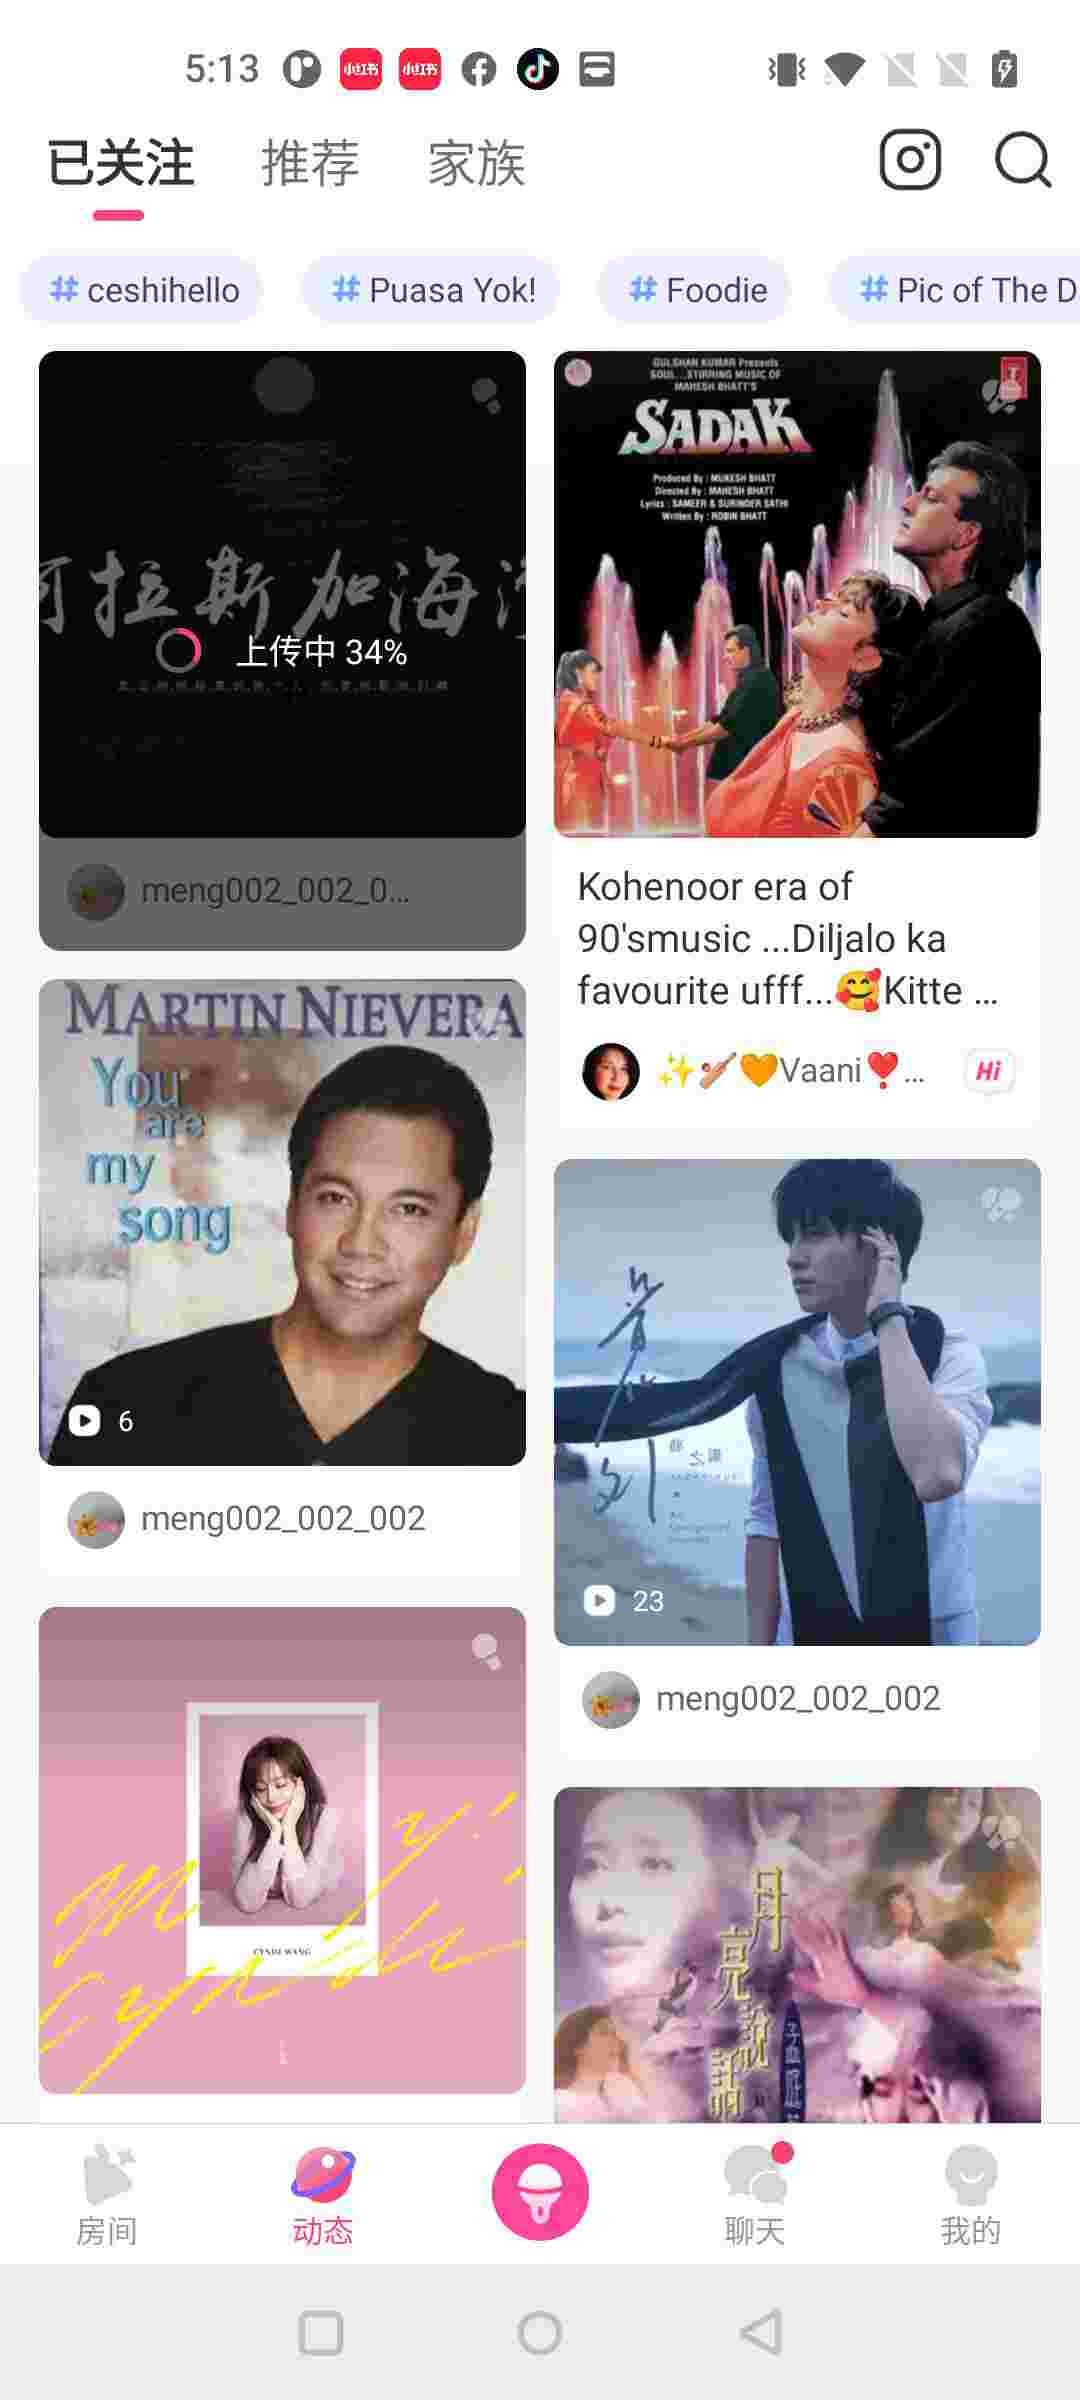 5:13
小红书
小红书
已关注 推荐 家族
# ceshihello
# Puasa Yok!
# Foodie
# Pic of The D
阿拉斯加海湾
上传中 34%
meng002_002_0...
GULSHAN KUMAR Presents
SOUL...STIRRING MUSIC OF
MAHESH BHATT'S
SADAK
Produced By : MUKESH BHATT
Directed By : MAHESH BHATT
Lyrics : SAMEER & SURINDER SATHI
Written By : ROBIN BHATT
Kohenoor era of
90'smusic ...Diljalo ka
favourite ufff...🥰Kitte ...
✨🏏🧡Vaani❣️...
Hi
MARTIN NIEVERA
You
are
my
song
6
meng002_002_002
23
meng002_002_002
CYNDI WANG
月亮說話
房间
动态
聊天
我的